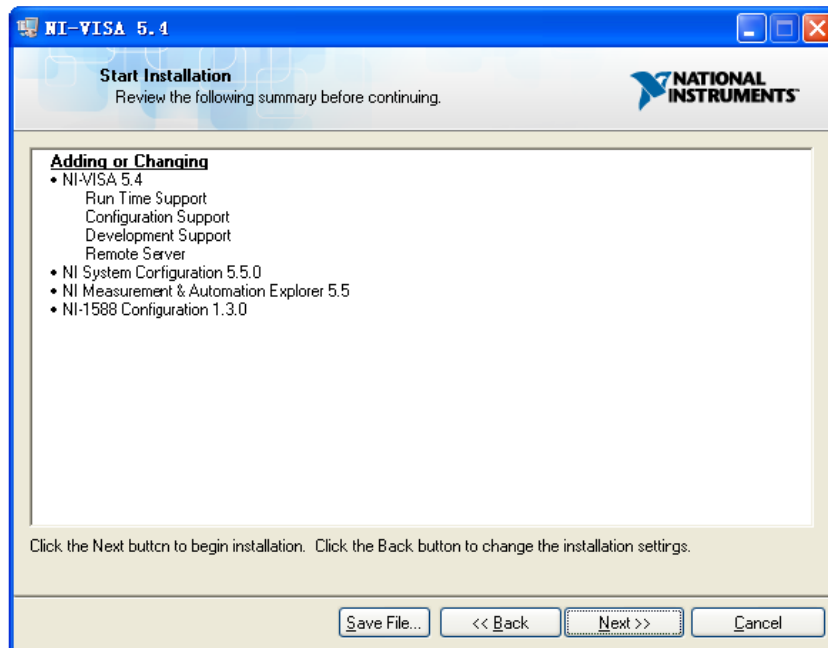 NI-VISA 5.4
Start Installation
Review the following summary before continuing.
NATIONAL
INSTRUMENTS
Adding or Changing
• NI-VISA 5.4
Run Time Support
Configuration Support
Development Support
Remote Server
• NI System Configuration 5.5.0
• NI Measurement & Automation Explorer 5.5
• NI-1588 Configuration 1.3.0
Click the Next button to begin installation. Click the Back button to change the installation settings.
Save File... << Back Next >> Cancel